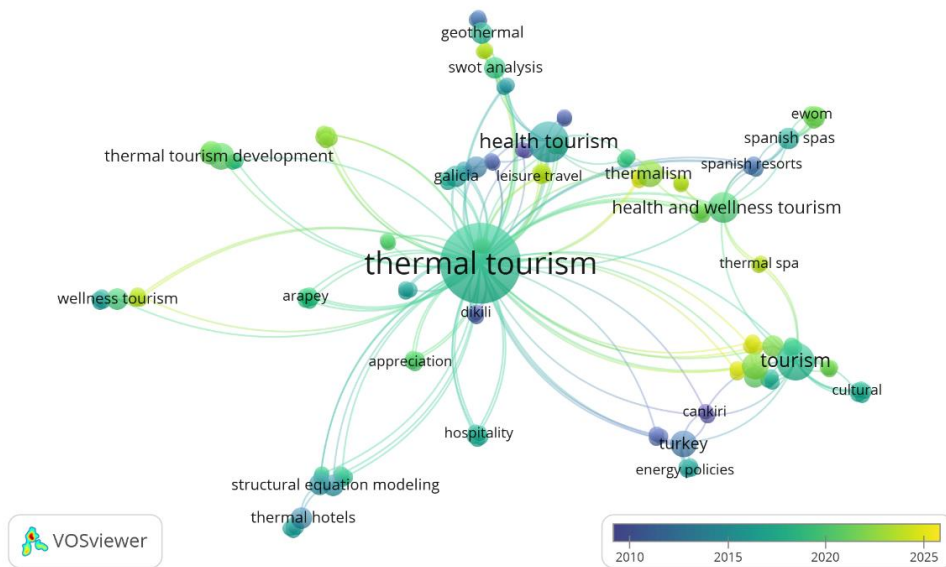 geothermal
swot analysis
ewom
health tourism
spanish spas
thermal tourism development
spanish resorts
galicia
leisure travel
thermalism
health and wellness tourism
thermal tourism
thermal spa
wellness tourism
arapey
dikili
appreciation
tourism
cultural
cankiri
hospitality
turkey
energy policies
structural equation modeling
thermal hotels
VOSviewer
2010
2015
2020
2025